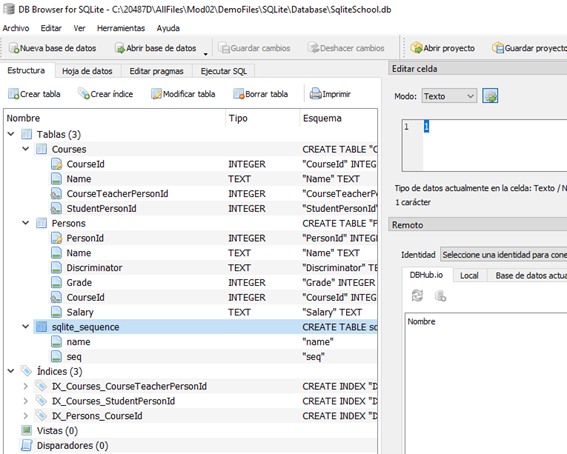 DB Browser for SQLite - C:\20487D\AllFiles\Mod02\DemoFiles\SQLite\Database\SqliteSchool.db
Archivo Editar Ver Herramientas Ayuda
Nueva base de datos Abrir base de datos Guardar cambios Deshacer cambios Abrir proyecto Guardar proyecto
Estructura Hoja de datos Editar pragmas Ejecutar SQL
Crear tabla Crear índice Modificar tabla Borrar tabla Imprimir
Nombre Tipo Esquema
Tablas (3)
Courses CREATE TABLE "C
CourseId INTEGER "CourseId" INTEG
Name TEXT "Name" TEXT
CourseTeacherPersonId INTEGER "CourseTeacherP
StudentPersonId INTEGER "StudentPersonId"
Persons CREATE TABLE "P
PersonId INTEGER "PersonId" INTEG
Name TEXT "Name" TEXT
Discriminator TEXT "Discriminator" TE
Grade INTEGER "Grade" INTEGER
CourseId INTEGER "CourseId" INTEG
Salary TEXT "Salary" TEXT
sqlite_sequence CREATE TABLE sq
name "name"
seq "seq"
Índices (3)
IX_Courses_CourseTeacherPersonId CREATE INDEX "I
IX_Courses_StudentPersonId CREATE INDEX "I
IX_Persons_CourseId CREATE INDEX "I
Vistas (0)
Disparadores (0)
Editar celda
Modo: Texto
1 1
Tipo de datos actualmente en la celda: Texto / N
1 carácter
Remoto
Identidad Seleccione una identidad para cone
DBHub.io Local Base de datos actua
Nombre